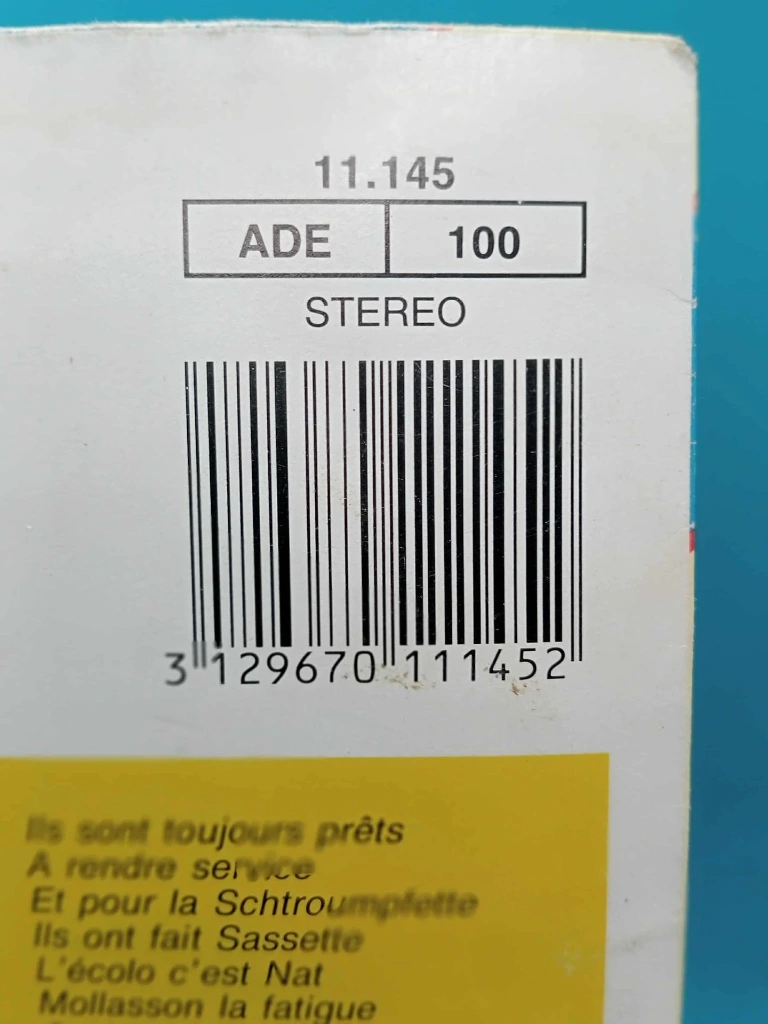 11.145
ADE 100
STEREO
3 129670 111452
Ils sont toujours prêts
A rendre service
Et pour la Schtroumpfette
Ils ont fait Sassette
L'écolo c'est Nat
Mollasson la fatigue